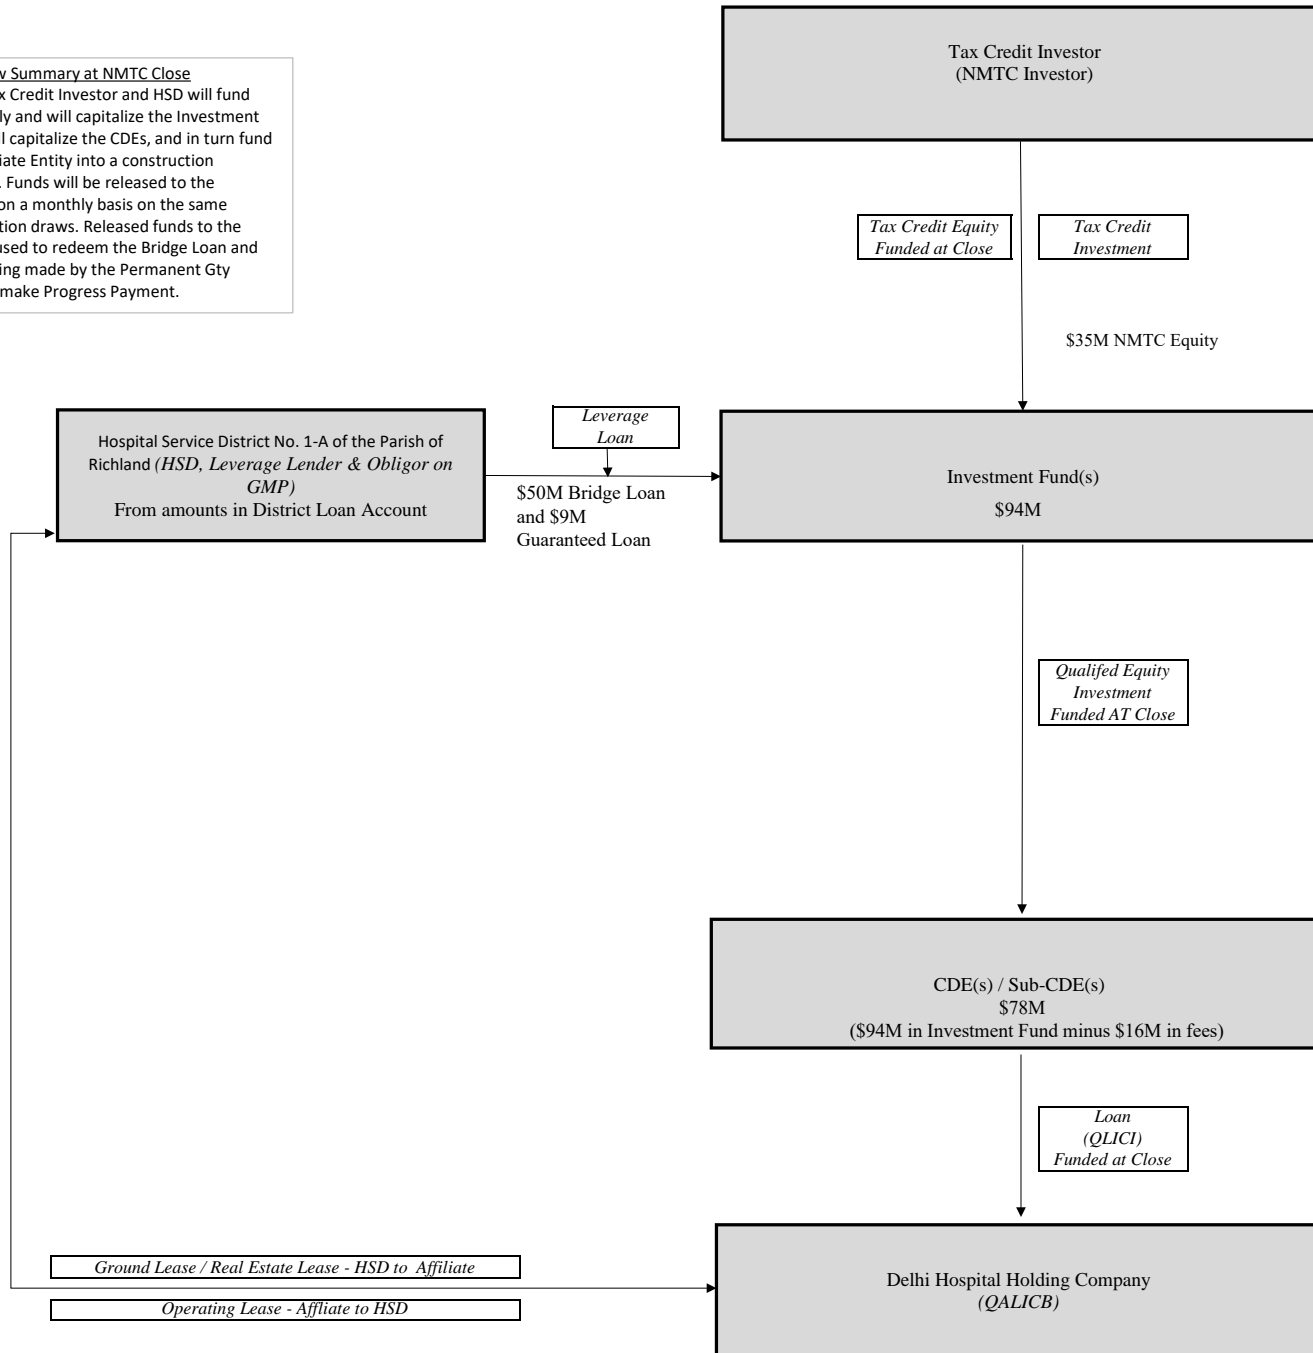 Tax Credit Investor
(NMTC Investor)
Summary at NMTC Close
Credit Investor and HSD will fund
and will capitalize the Investment
capitalize the CDEs, and in turn fund
Entity into a construction
Funds will be released to the
on a monthly basis on the same
draws. Released funds to the
used to redeem the Bridge Loan and
made by the Permanent Gty
make Progress Payment.
Tax Credit Equity
Funded at Close
Tax Credit
Investment
$35M NMTC Equity
Hospital Service District No. 1-A of the Parish of
Richland (HSD, Leverage Lender & Obligor on
GMP)
From amounts in District Loan Account
Leverage
Loan
$50M Bridge Loan
and $9M
Guaranteed Loan
Investment Fund(s)
$94M
Qualifed Equity
Investment
Funded AT Close
CDE(s) / Sub-CDE(s)
$78M
($94M in Investment Fund minus $16M in fees)
Loan
(QLICI)
Funded at Close
Ground Lease / Real Estate Lease - HSD to Affiliate
Operating Lease - Affliate to HSD
Delhi Hospital Holding Company
(QALICB)